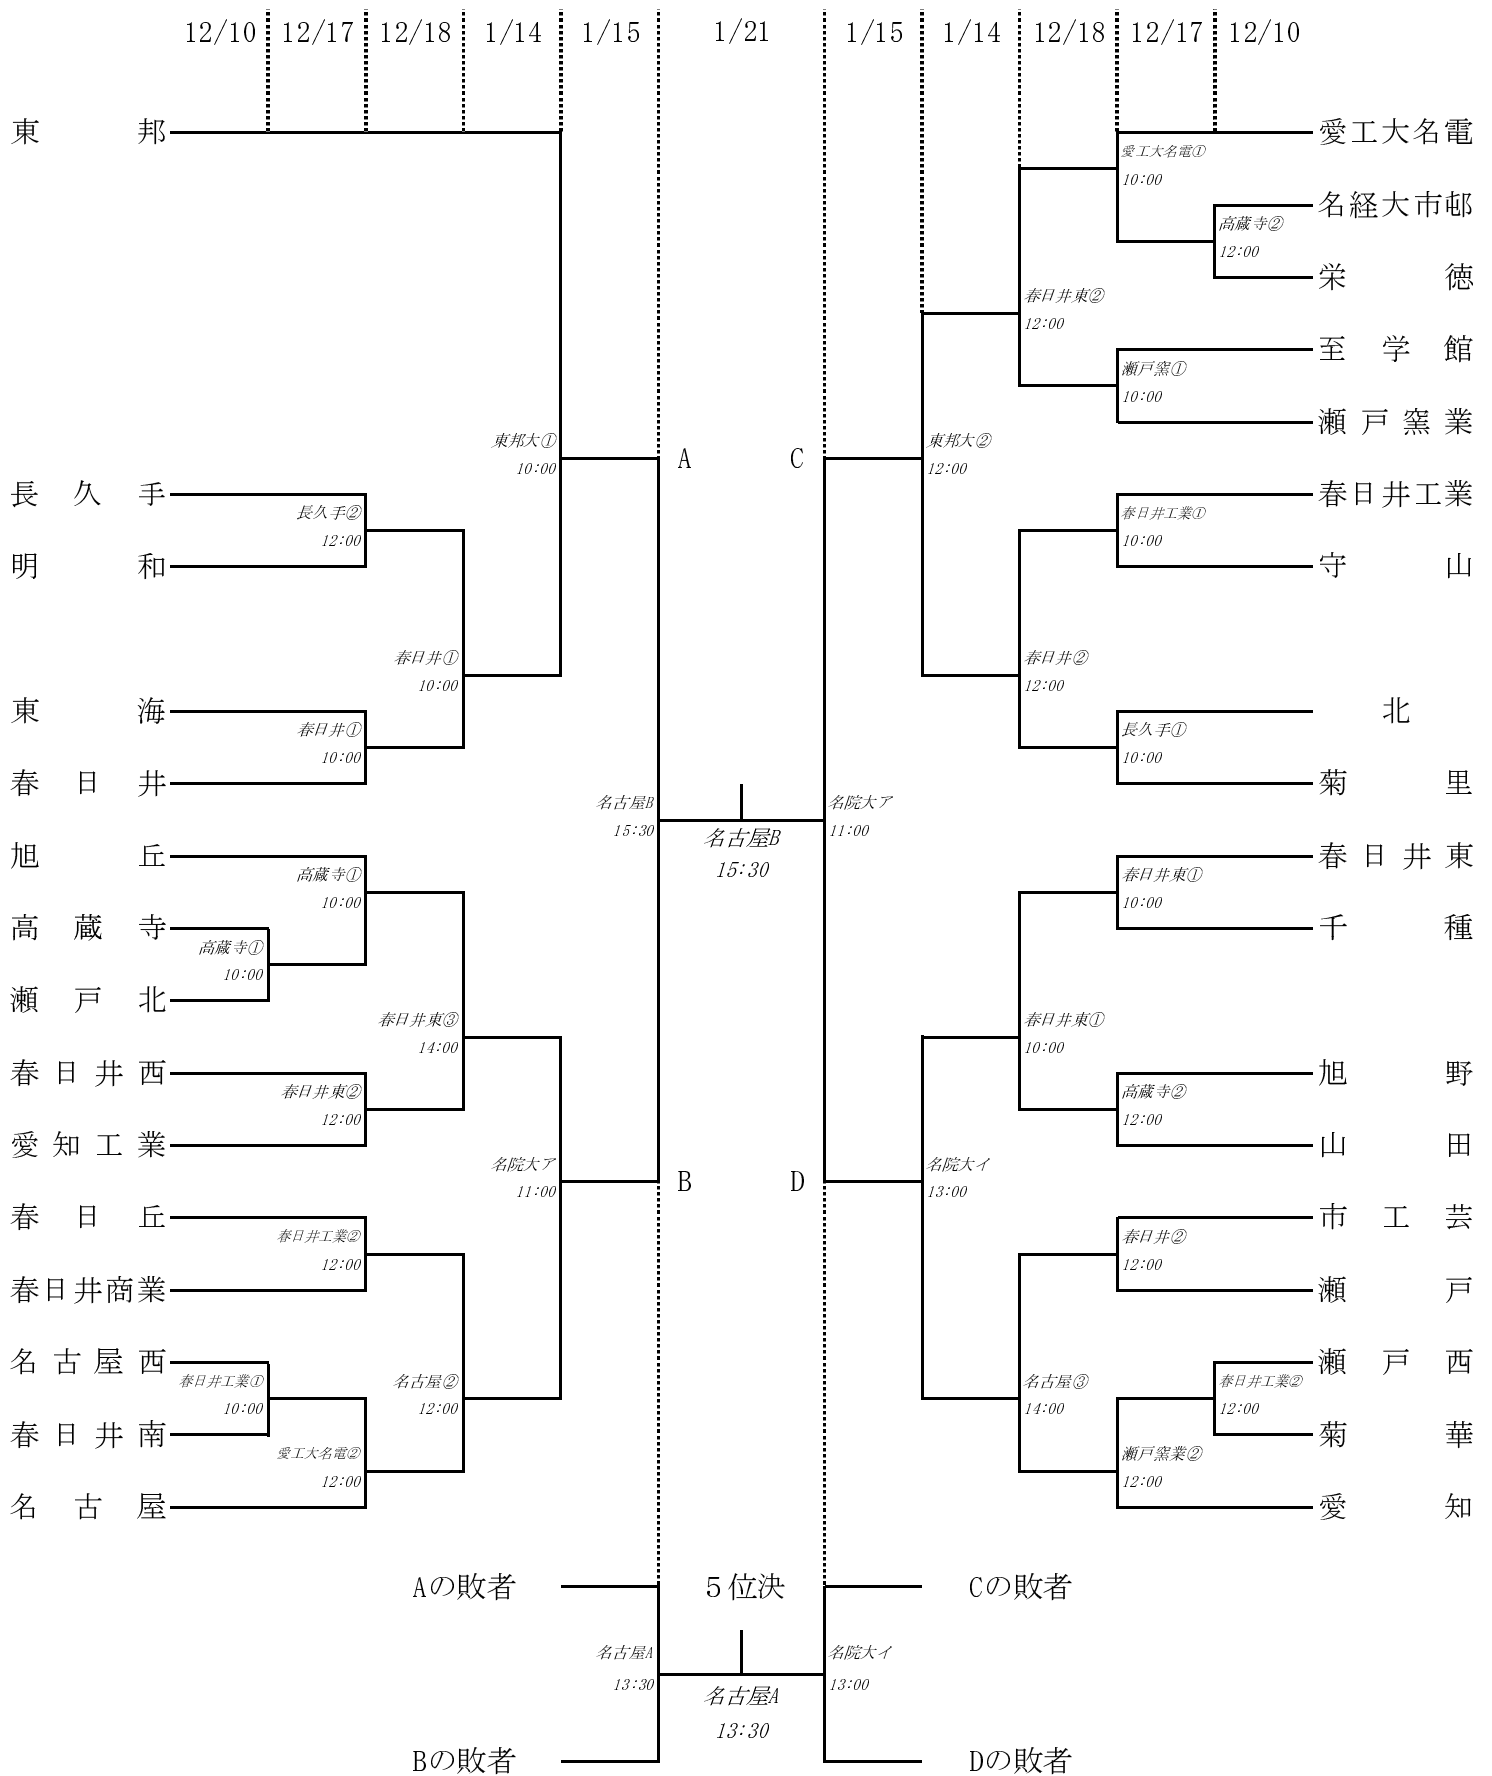 12/10 12/17 12/18 1/14 1/15 1/21 1/15 1/14 12/18 12/17 12/10
東邦
愛工大名電
愛工大名電①
10:00
名経大市邨
高蔵寺②
12:00
栄徳
春日井東②
12:00
至学館
瀬戸窯①
10:00
瀬戸窯業
東邦大①
10:00
A
C
東邦大②
12:00
長久手
春日井工業
長久手②
12:00
春日井工業①
10:00
明和
守山
春日井①
10:00
春日井②
12:00
東海
北
春日井①
10:00
長久手①
10:00
春日井
菊里
名古屋B
15:30
名古屋B
15:30
名院大ア
11:00
旭丘
春日井東
高蔵寺①
10:00
春日井東①
10:00
高蔵寺
千種
高蔵寺①
10:00
瀬戸北
春日井東③
14:00
春日井東①
10:00
春日井西
旭野
春日井東②
12:00
高蔵寺②
12:00
愛知工業
山田
名院大ア
11:00
B
D
名院大イ
13:00
春日丘
市工芸
春日井工業②
12:00
春日井②
12:00
春日井商業
瀬戸
名古屋西
瀬戸西
春日井工業①
10:00
名古屋②
12:00
名古屋③
14:00
春日井工業②
12:00
春日井南
菊華
愛工大名電②
12:00
瀬戸窯業②
12:00
名古屋
愛知
Aの敗者
5位決
Cの敗者
名古屋A
13:30
名古屋A
13:30
名院大イ
13:00
Bの敗者
Dの敗者